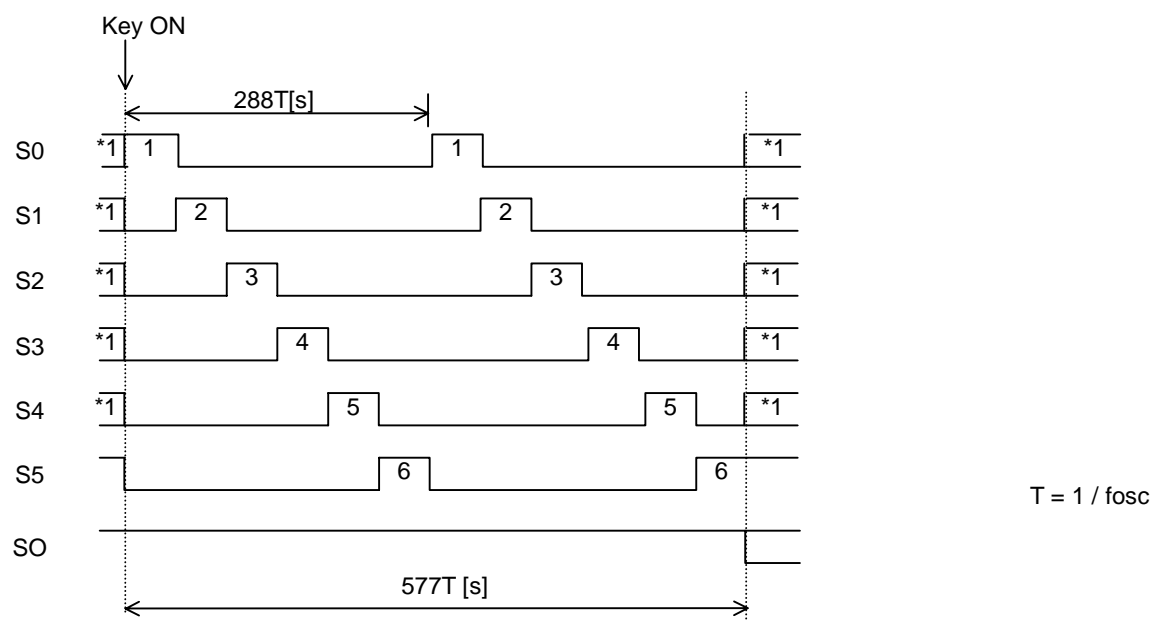 Key ON
288T[s]
S0 *1 1 1 *1
S1 *1 2 2 *1
S2 *1 3 3 *1
S3 *1 4 4 *1
S4 *1 5 5 *1
S5 6 6
T = 1 / fosc
SO
577T [s]